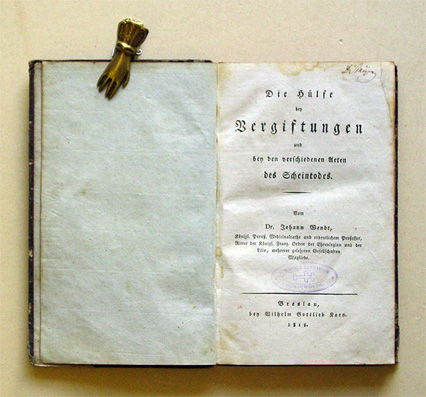 Die Hülfe
bey
Vergiftungen
und
bey den verschiedenen Arten
des Scheintodes.
Von
Dr. Johann Wendt,
Königl. Preuß. Medicinalrathe und ordentlichem Professor,
Ritter der Königl. Franz. Orden der Ehrenlegion und der
Lilie, mehrerer gelehrten Gesellschaften
Mitgliede.
Breslau,
bey Wilhelm Gottlieb Korn.